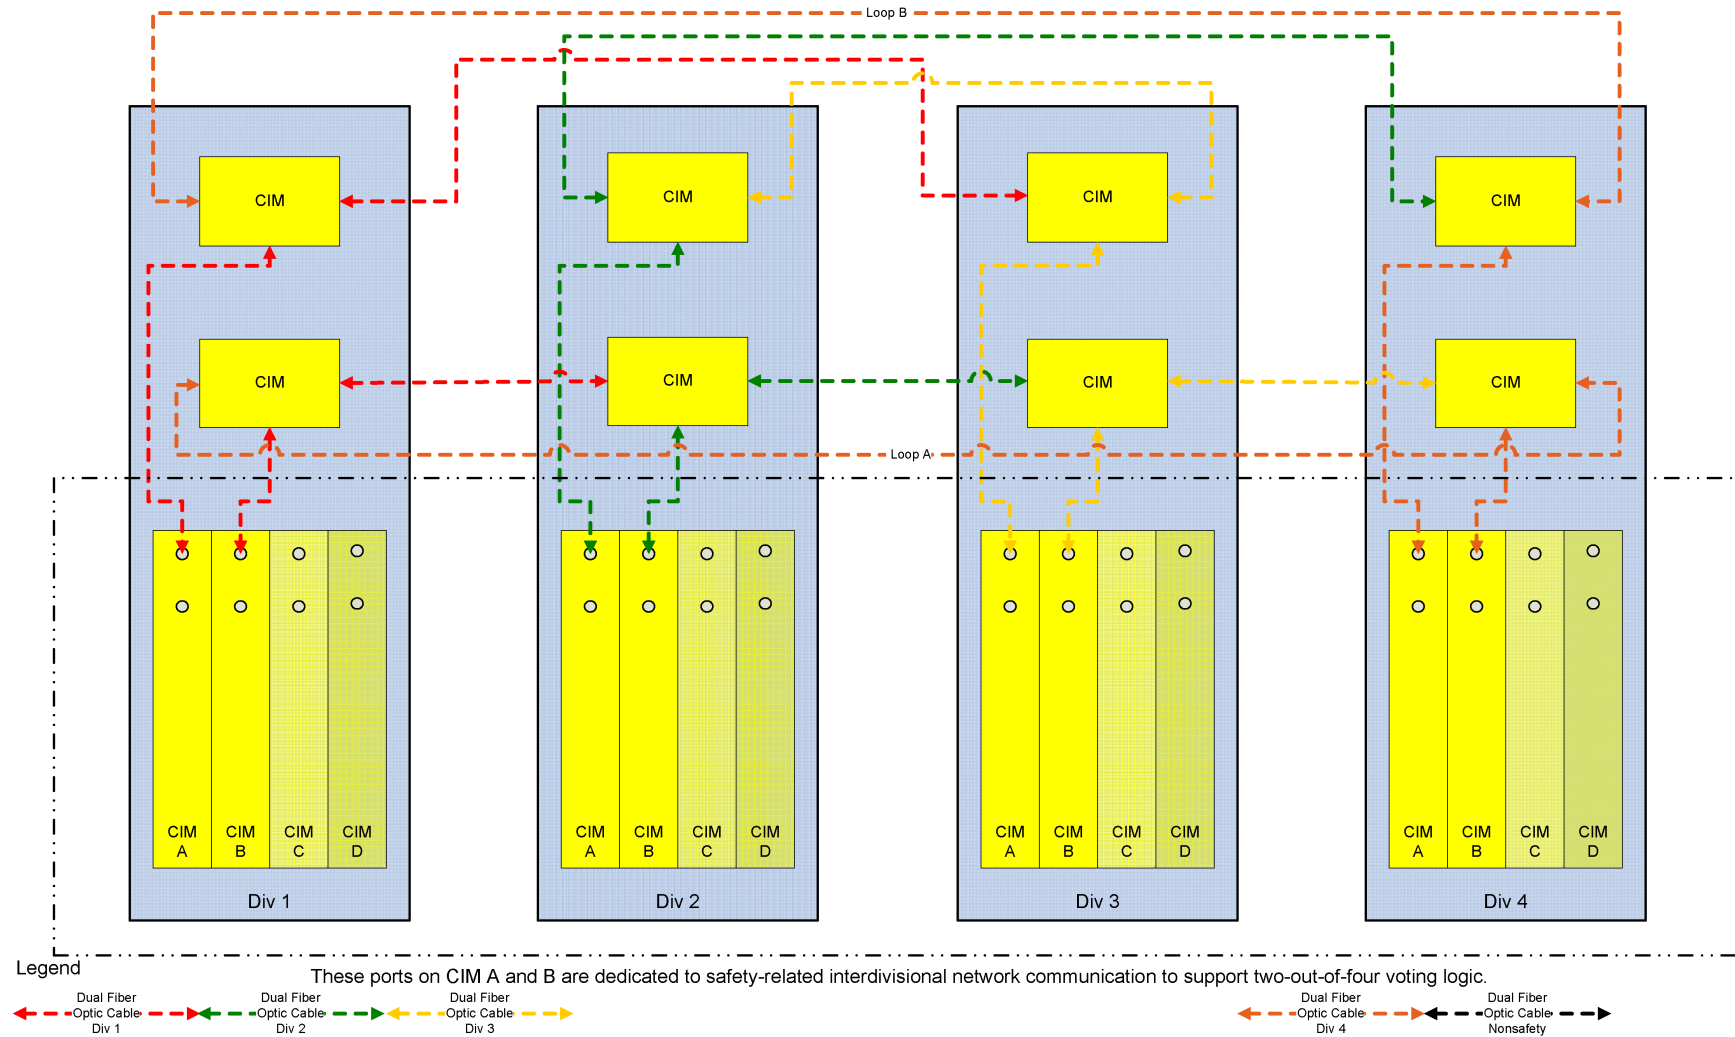 Loop B
CIM
CIM
CIM
CIM
CIM
CIM
CIM
CIM
Loop A
CIM
A
CIM
B
CIM
C
CIM
D
CIM
A
CIM
B
CIM
C
CIM
D
CIM
A
CIM
B
CIM
C
CIM
D
CIM
A
CIM
B
CIM
C
CIM
D
Div 1
Div 2
Div 3
Div 4
Legend
These ports on CIM A and B are dedicated to safety-related interdivisional network communication to support two-out-of-four voting logic.
Dual Fiber
Optic Cable
Div 1
Dual Fiber
Optic Cable
Div 2
Dual Fiber
Optic Cable
Div 3
Dual Fiber
Optic Cable
Div 4
Dual Fiber
Optic Cable
Nonsafety